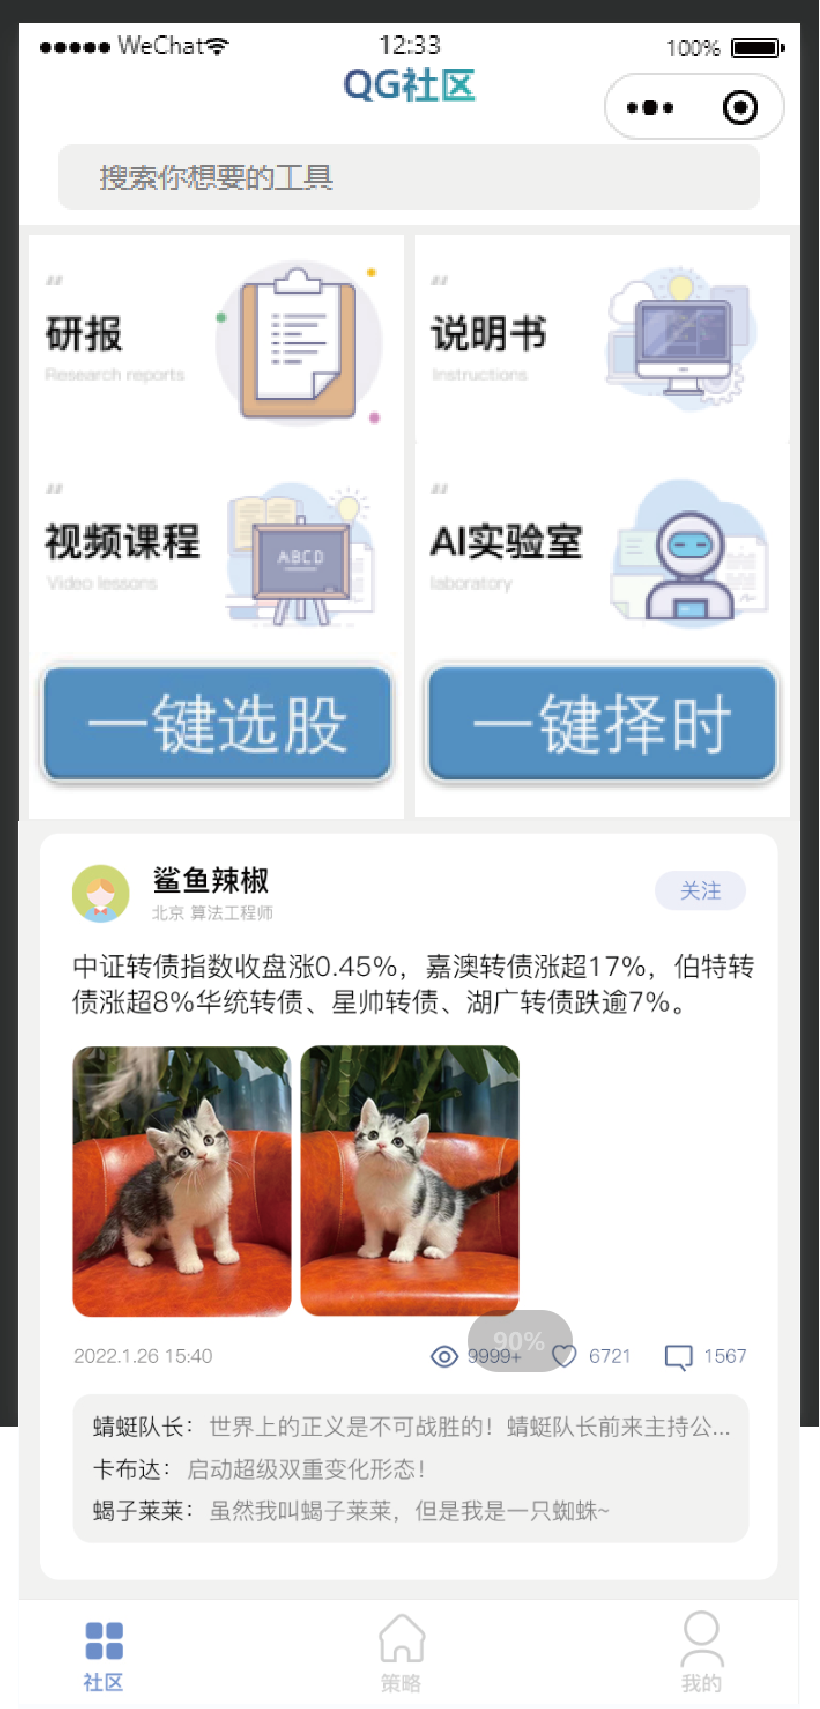 WeChat 12:33 100%
QG社区
搜索你想要的工具
研报
Research reports
说明书
Instructions
视频课程
Video lessons
ABCD
AI实验室
laboratory
一键选股
一键择时
鲨鱼辣椒
北京 算法工程师
关注
中证转债指数收盘涨0.45%，嘉澳转债涨超17%，伯特转
债涨超8%华统转债、星帅转债、湖广转债跌逾7%。
90%
2022.1.26 15:40 9999+ 6721 1567
蜻蜓队长：世界上的正义是不可战胜的！蜻蜓队长前来主持公...
卡布达：启动超级双重变化形态！
蝎子莱莱：虽然我叫蝎子莱莱，但是我是一只蜘蛛~
社区
策略
我的